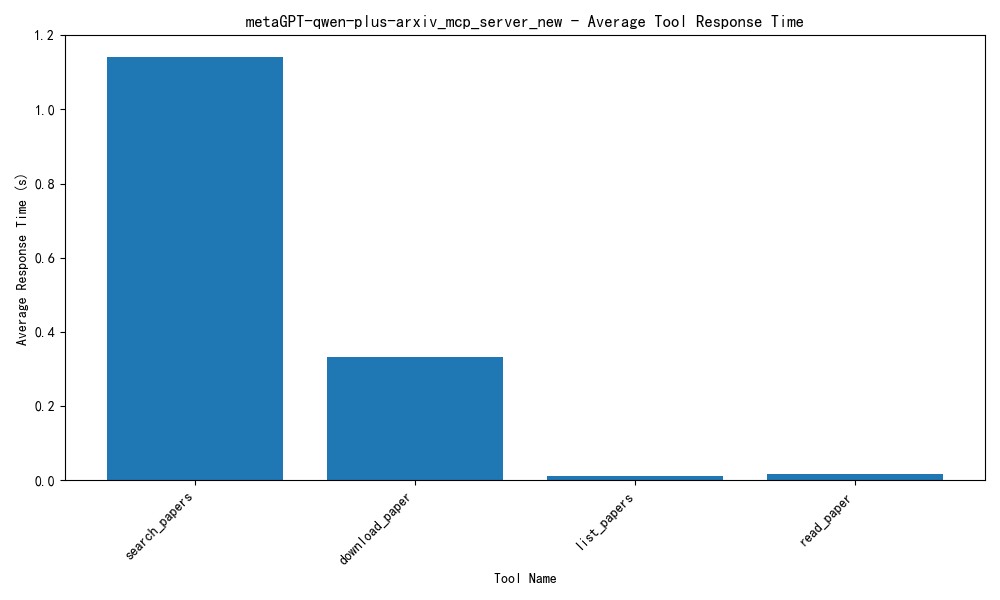 metaGPT-qwen-plus-arxiv_mcp_server_new - Average Tool Response Time
Average Response Time (s)
1.2
1.0
0.8
0.6
0.4
0.2
0.0
search_papers
download_paper
list_papers
read_paper
Tool Name